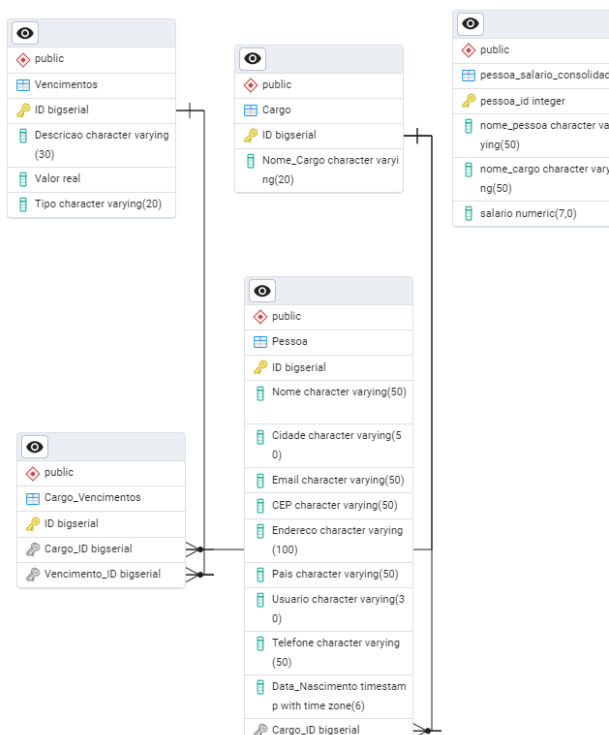 public
Vencimentos
ID bigserial
Descricao character varying
(30)
Valor real
Tipo character varying(20)
public
Cargo
ID bigserial
Nome_Cargo character varyi
ng(20)
public
pessoa_salario_consolidad
pessoa_id integer
nome_pessoa character va
ying(50)
nome_cargo character vary
ng(50)
salario numeric(7,0)
public
Pessoa
ID bigserial
Nome character varying(50)
Cidade character varying(5
0)
Email character varying(50)
CEP character varying(50)
Endereco character varying
(100)
Pais character varying(50)
Usuario character varying(3
0)
Telefone character varying
(50)
Data_Nascimento timestam
p with time zone(6)
Cargo_ID bigserial
public
Cargo_Vencimentos
ID bigserial
Cargo_ID bigserial
Vencimento_ID bigserial